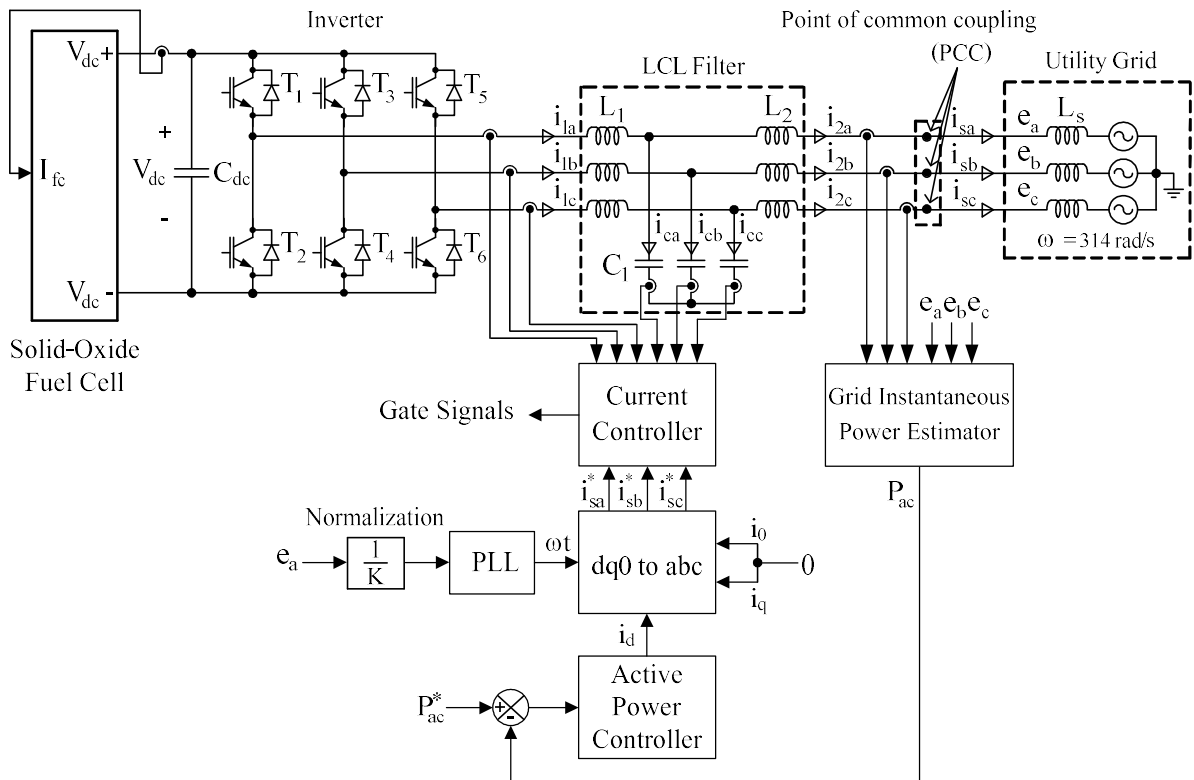 Inverter
Point of common coupling
(PCC)
LCL Filter
Utility Grid
V_dc+
T_1
T_3
T_5
L_1
L_2
i_1a
i_2a
i_sa
e_a
L_s
+
I_fc
V_dc
C_dc
i_1b
i_2b
i_sb
e_b
-
i_1c
i_2c
i_sc
e_c
i_ca
i_cb
i_cc
T_2
T_4
T_6
C_1
ω = 314 rad/s
V_dc-
e_a e_b e_c
Solid-Oxide
Fuel Cell
Gate Signals
Current
Controller
Grid Instantaneous
Power Estimator
i*_sa
i*_sb
i*_sc
P_ac
Normalization
e_a
1
K
PLL
ωt
dq0 to abc
i_0
0
i_q
i_d
P*_ac
+
-
Active
Power
Controller